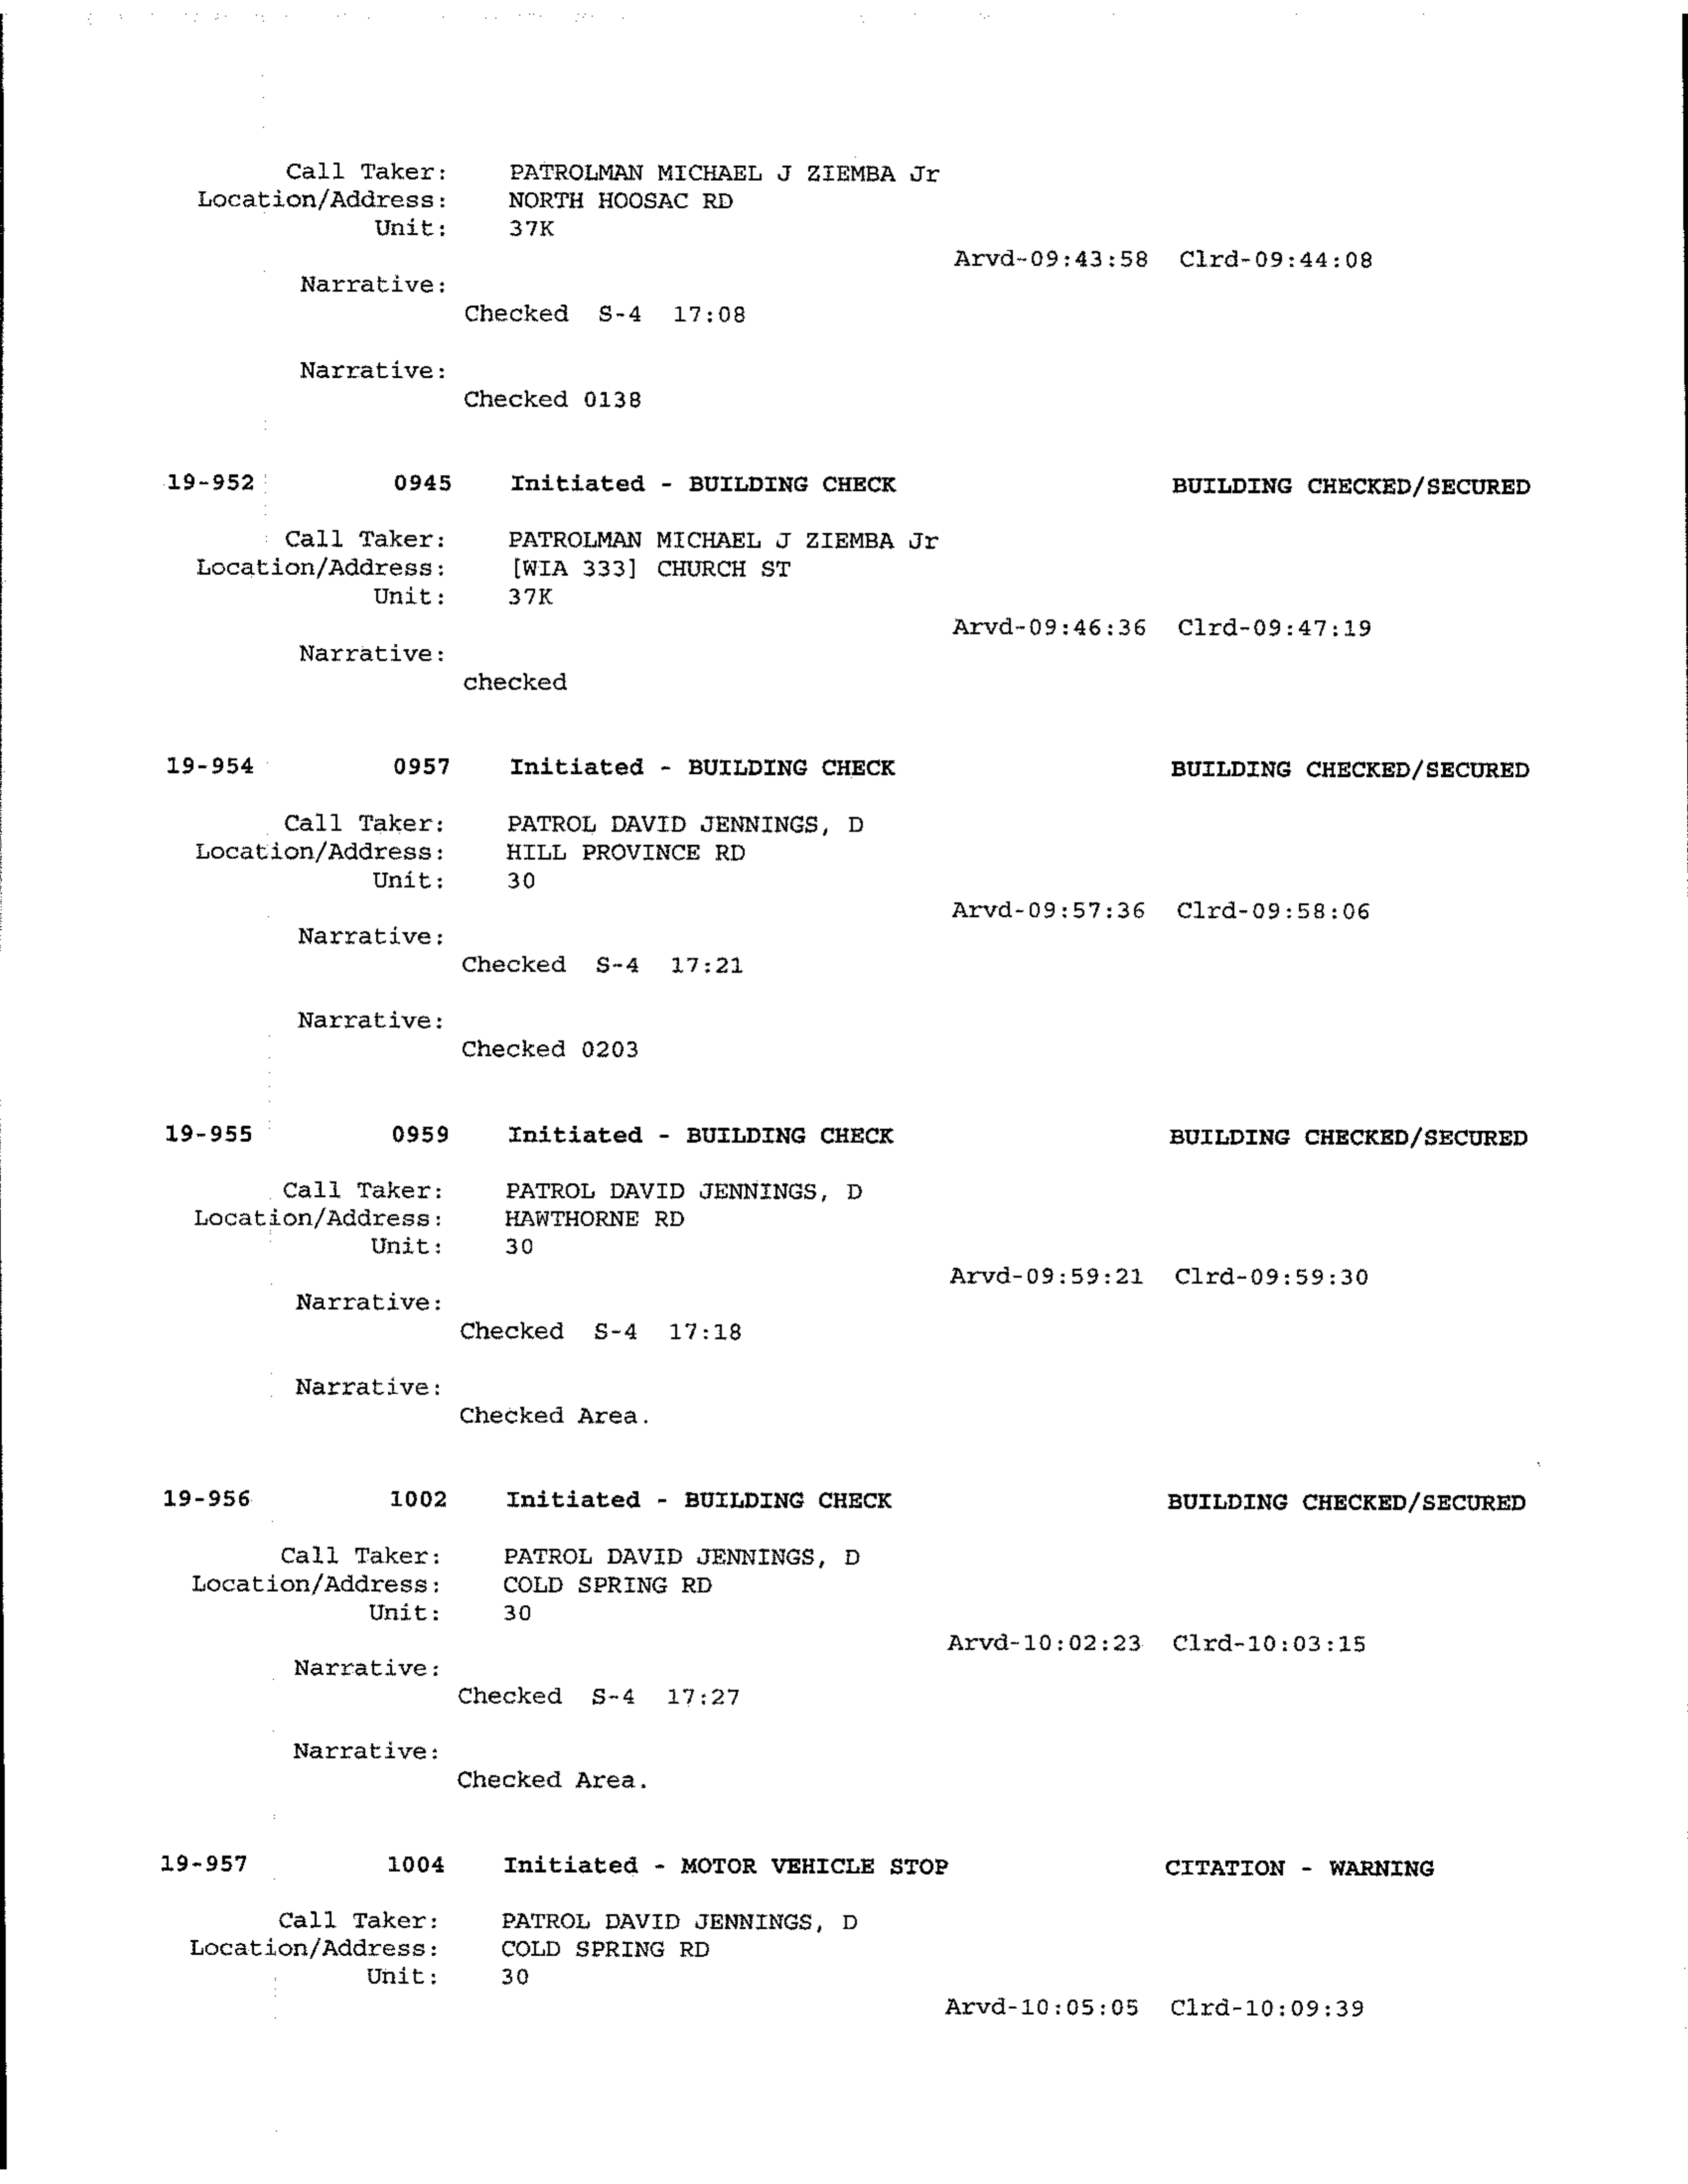 Call Taker: PATROLMAN MICHAEL J ZIEMBA Jr
Location/Address: NORTH HOOSAC RD
Unit: 37K
Arvd-09:43:58 Clrd-09:44:08
Narrative:
Checked S-4 17:08
Narrative:
Checked 0138
19-952 0945 Initiated - BUILDING CHECK BUILDING CHECKED/SECURED
Call Taker: PATROLMAN MICHAEL J ZIEMBA Jr
Location/Address: [WIA 333] CHURCH ST
Unit: 37K
Arvd-09:46:36 Clrd-09:47:19
Narrative:
checked
19-954 0957 Initiated - BUILDING CHECK BUILDING CHECKED/SECURED
Call Taker: PATROL DAVID JENNINGS, D
Location/Address: HILL PROVINCE RD
Unit: 30
Arvd-09:57:36 Clrd-09:58:06
Narrative:
Checked S-4 17:21
Narrative:
Checked 0203
19-955 0959 Initiated - BUILDING CHECK BUILDING CHECKED/SECURED
Call Taker: PATROL DAVID JENNINGS, D
Location/Address: HAWTHORNE RD
Unit: 30
Arvd-09:59:21 Clrd-09:59:30
Narrative:
Checked S-4 17:18
Narrative:
Checked Area.
19-956 1002 Initiated - BUILDING CHECK BUILDING CHECKED/SECURED
Call Taker: PATROL DAVID JENNINGS, D
Location/Address: COLD SPRING RD
Unit: 30
Arvd-10:02:23 Clrd-10:03:15
Narrative:
Checked S-4 17:27
Narrative:
Checked Area.
19-957 1004 Initiated - MOTOR VEHICLE STOP CITATION - WARNING
Call Taker: PATROL DAVID JENNINGS, D
Location/Address: COLD SPRING RD
Unit: 30
Arvd-10:05:05 Clrd-10:09:39